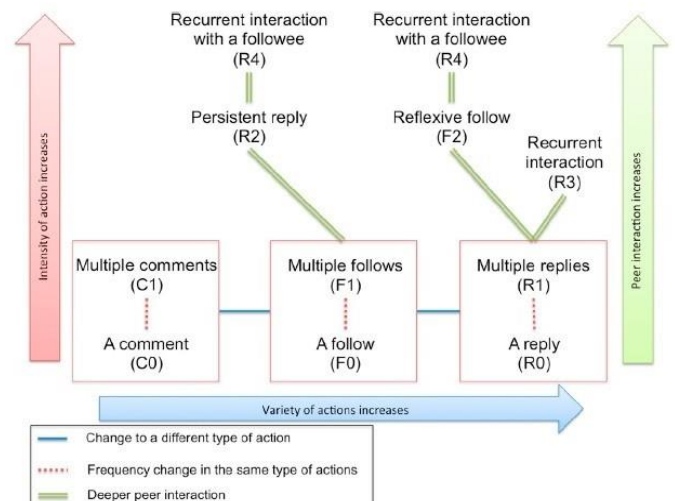 Recurrent interaction
with a followee
(R4)
Recurrent interaction
with a followee
(R4)
Persistent reply
(R2)
Reflexive follow
(F2)
Recurrent
interaction
(R3)
Intensity of action increases
Peer interaction increases
Multiple comments
(C1)
A comment
(C0)
Multiple follows
(F1)
A follow
(F0)
Multiple replies
(R1)
A reply
(R0)
Variety of actions increases
Change to a different type of action
Frequency change in the same type of actions
Deeper peer interaction